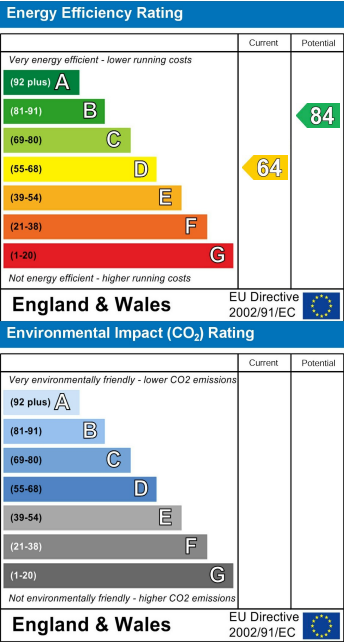 Energy Efficiency Rating
Current Potential
Very energy efficient - lower running costs
(92 plus) A
(81-91) B
(69-80) C
(55-68) D
(39-54) E
(21-38) F
(1-20) G
64
84
Not energy efficient - higher running costs
England & Wales
EU Directive
2002/91/EC
Environmental Impact (CO₂) Rating
Current Potential
Very environmentally friendly - lower CO2 emissions
(92 plus) A
(81-91) B
(69-80) C
(55-68) D
(39-54) E
(21-38) F
(1-20) G
Not environmentally friendly - higher CO2 emissions
England & Wales
EU Directive
2002/91/EC